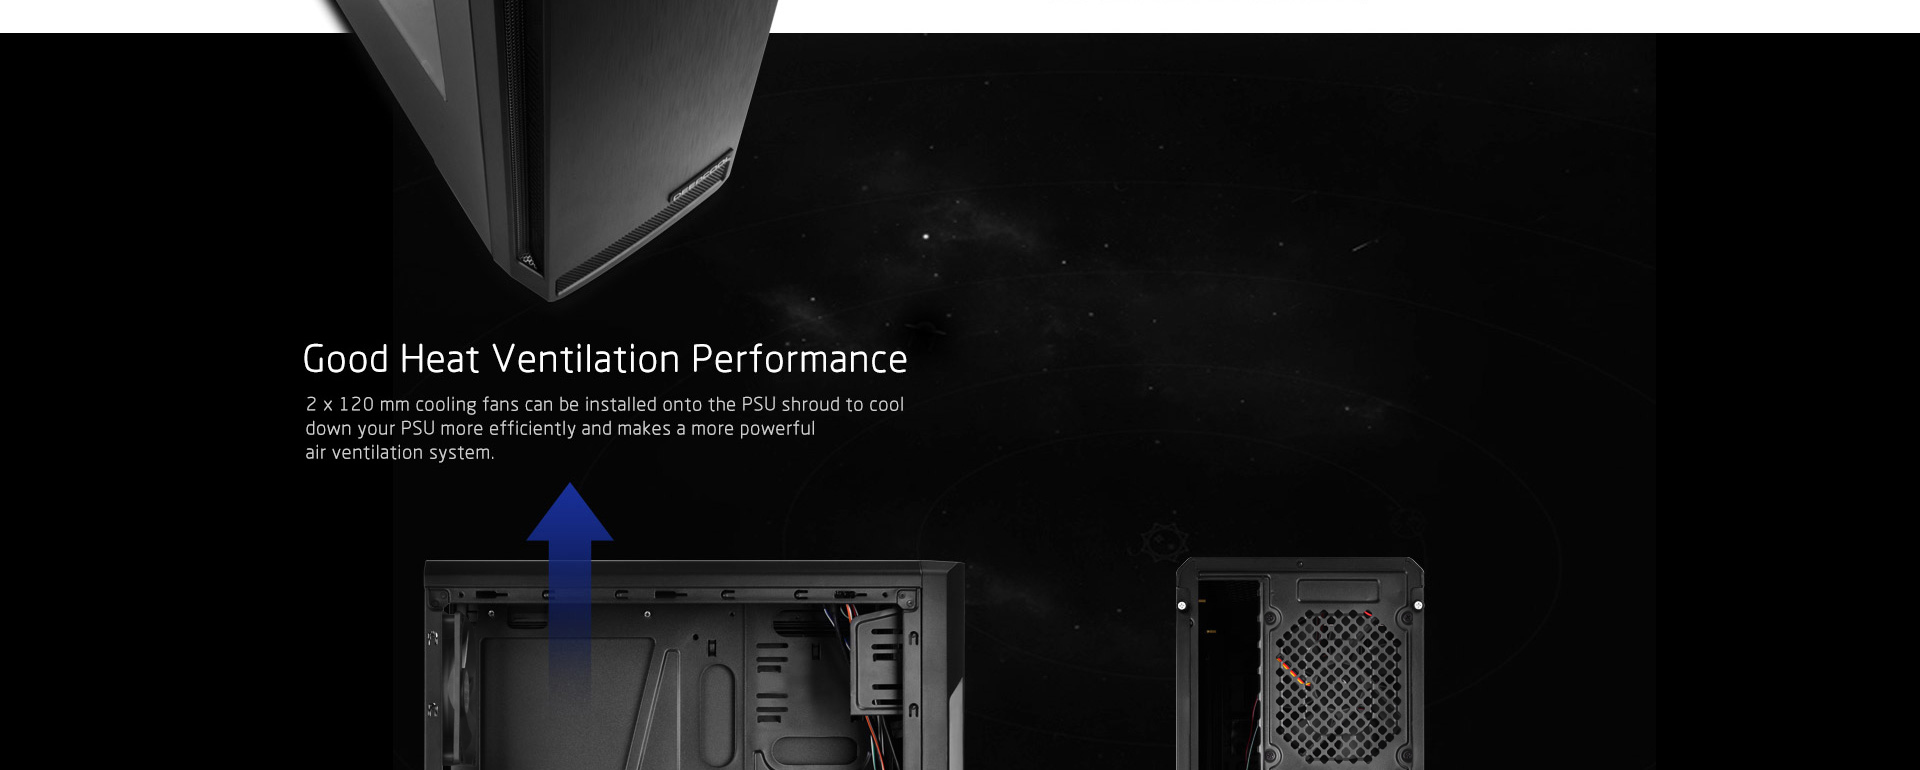 DEEPCOOL
Good Heat Ventilation Performance
2 x 120 mm cooling fans can be installed onto the PSU shroud to cool
down your PSU more efficiently and makes a more powerful
air ventilation system.